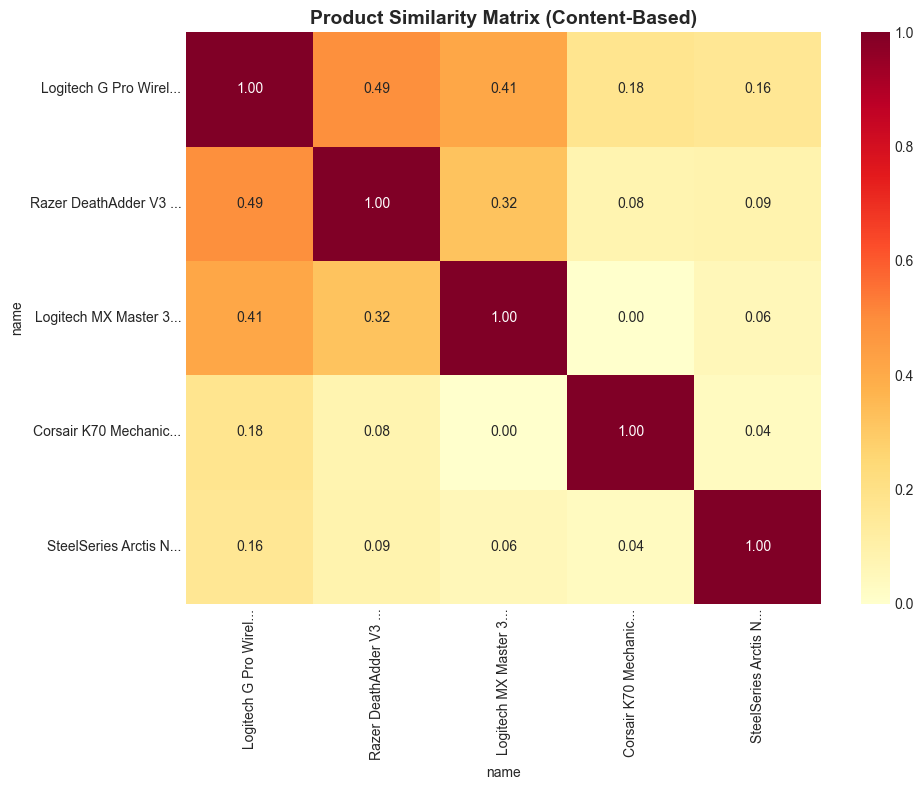 Product Similarity Matrix (Content-Based)
name
Logitech G Pro Wirel... 1.00 0.49 0.41 0.18 0.16
Razer DeathAdder V3 ... 0.49 1.00 0.32 0.08 0.09
Logitech MX Master 3... 0.41 0.32 1.00 0.00 0.06
Corsair K70 Mechanic... 0.18 0.08 0.00 1.00 0.04
SteelSeries Arctis N... 0.16 0.09 0.06 0.04 1.00
Logitech G Pro Wirel...
Razer DeathAdder V3 ...
Logitech MX Master 3...
Corsair K70 Mechanic...
SteelSeries Arctis N...
name
1.0
0.8
0.6
0.4
0.2
0.0